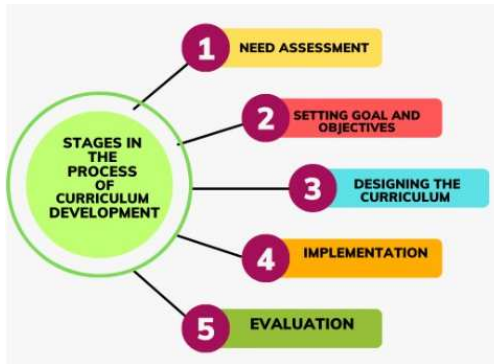 STAGES IN
THE
PROCESS
OF
CURRICULUM
DEVELOPMENT
1
NEED ASSESSMENT
2
SETTING GOAL AND
OBJECTIVES
3
DESIGNING THE
CURRICULUM
4
IMPLEMENTATION
5
EVALUATION